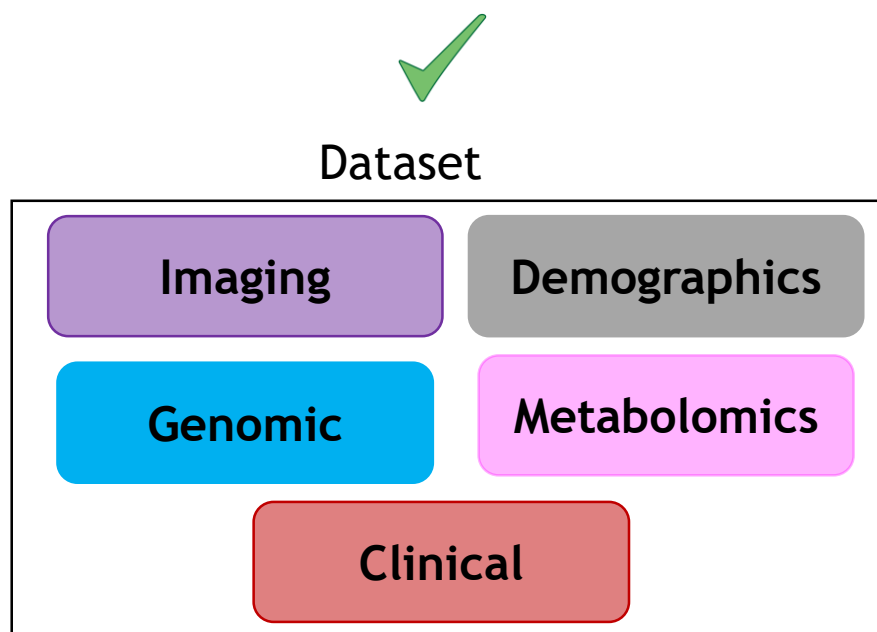 Dataset
Imaging
Demographics
Genomic
Metabolomics
Clinical